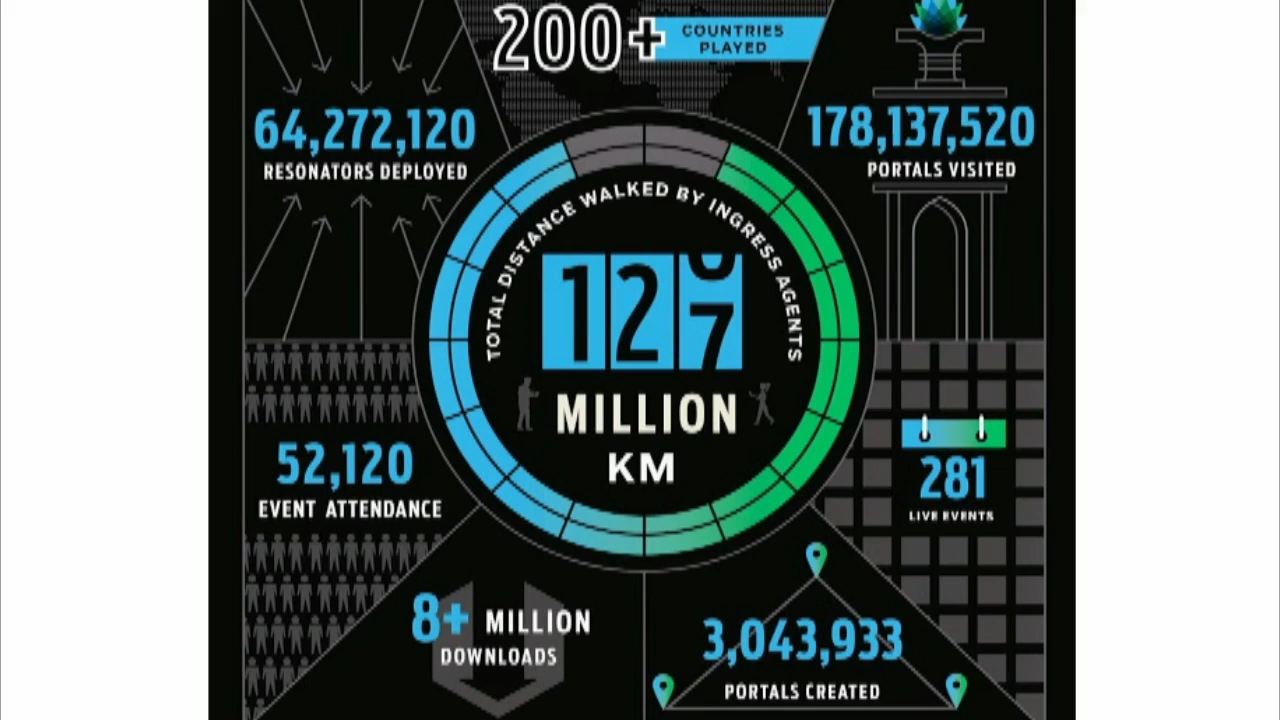 200+ COUNTRIES
PLAYED
64,272,120
RESONATORS DEPLOYED
178,137,520
PORTALS VISITED
TOTAL DISTANCE WALKED BY INGRESS AGENTS
127
MILLION
KM
52,120
EVENT ATTENDANCE
281
LIVE EVENTS
8+ MILLION
DOWNLOADS
3,043,933
PORTALS CREATED